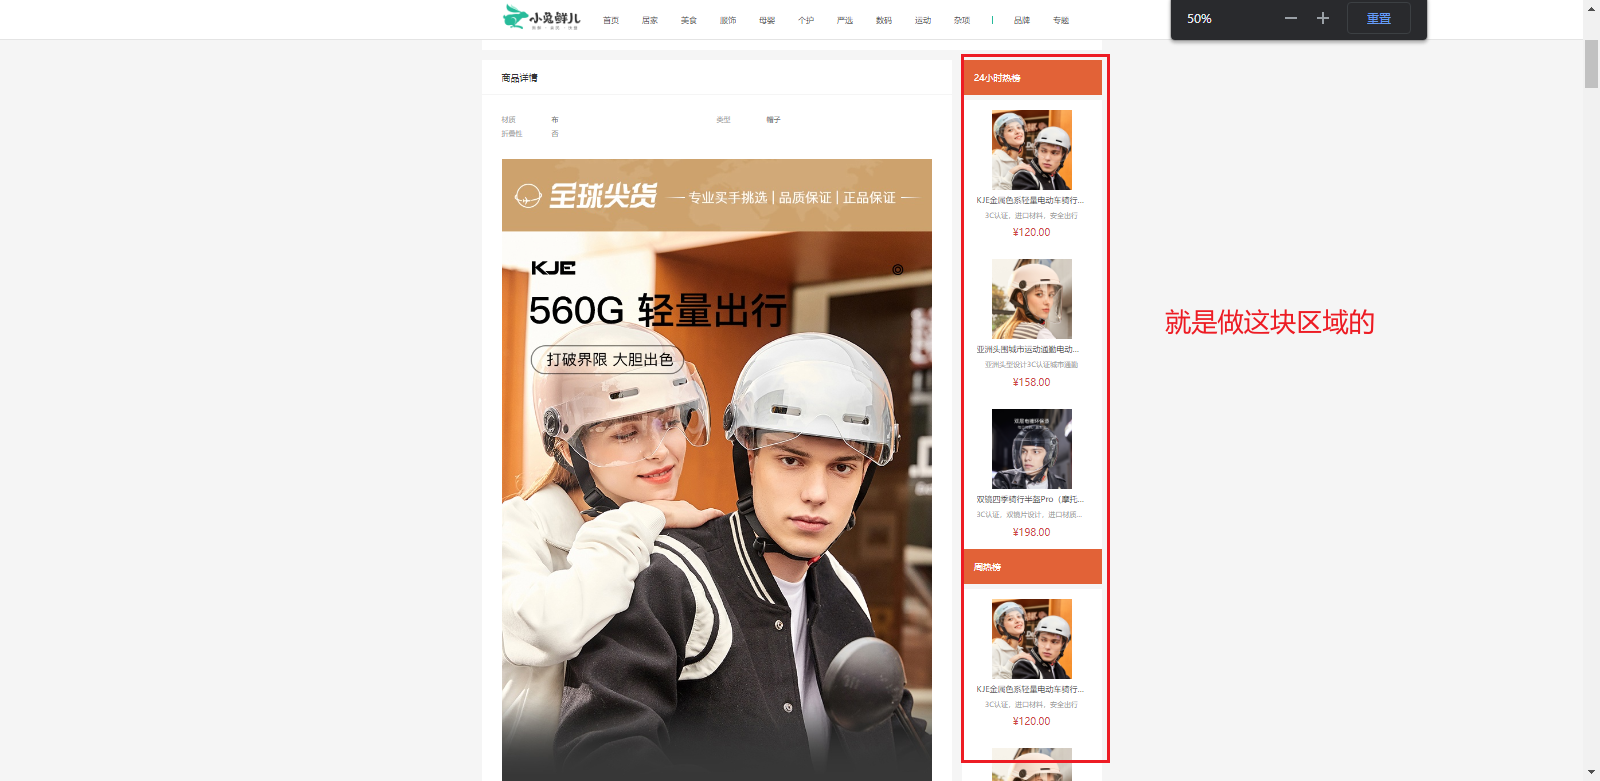 小兔鲜儿
首页 居家 美食 服饰 母婴 个护 严选 数码 运动 杂项 | 品牌 专题
50%
重置
商品详情
材质 布 类型 帽子
折叠性 否
全球尖货
专业买手挑选 | 品质保证 | 正品保证
KJE
560G 轻量出行
打破界限 大胆出色
24小时热榜
KJE金属色系轻量电动车骑行...
3C认证，进口材料，安全出行
¥120.00
亚洲头围城市运动通勤电动...
亚洲头型设计3C认证城市通勤
¥158.00
双镜四季骑行半盔Pro（摩托...
3C认证，双镜片设计，进口材质...
¥198.00
周热榜
KJE金属色系轻量电动车骑行...
3C认证，进口材料，安全出行
¥120.00
就是做这块区域的